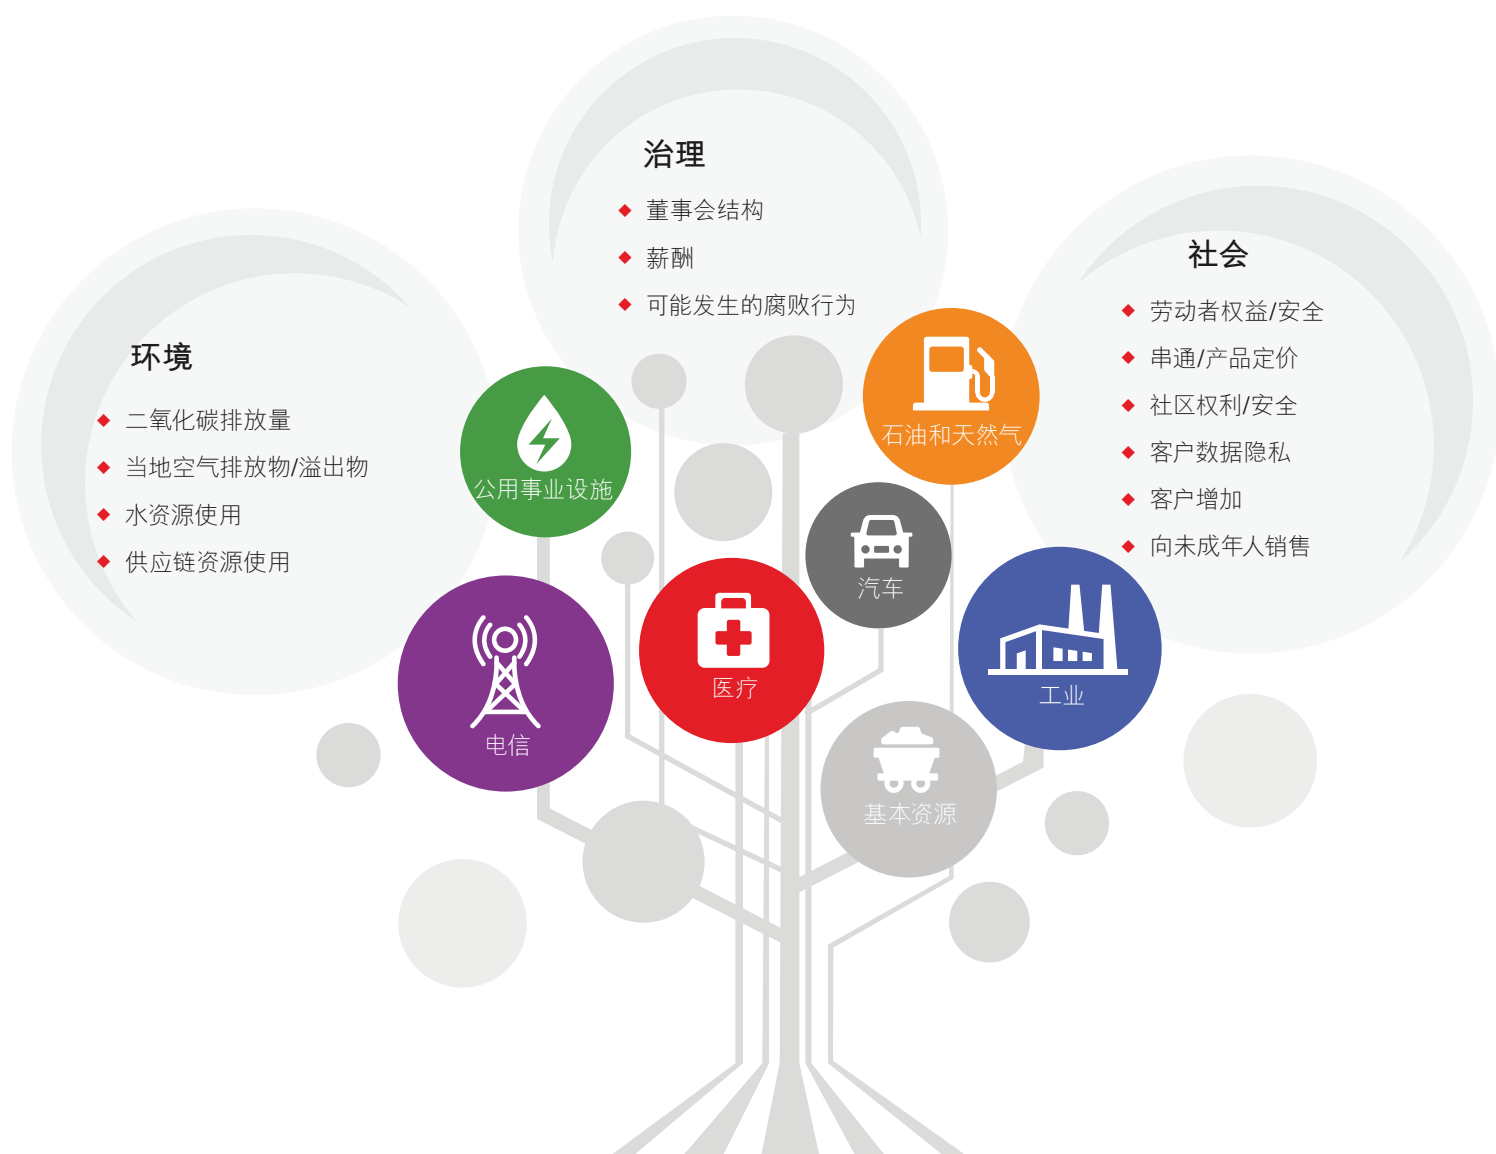 治理
董事会结构
薪酬
可能发生的腐败行为
环境
二氧化碳排放量
当地空气排放物/溢出物
水资源使用
供应链资源使用
社会
劳动者权益/安全
串通/产品定价
社区权利/安全
客户数据隐私
客户增加
向未成年人销售
公用事业设施
石油和天然气
汽车
医疗
电信
工业
基本资源